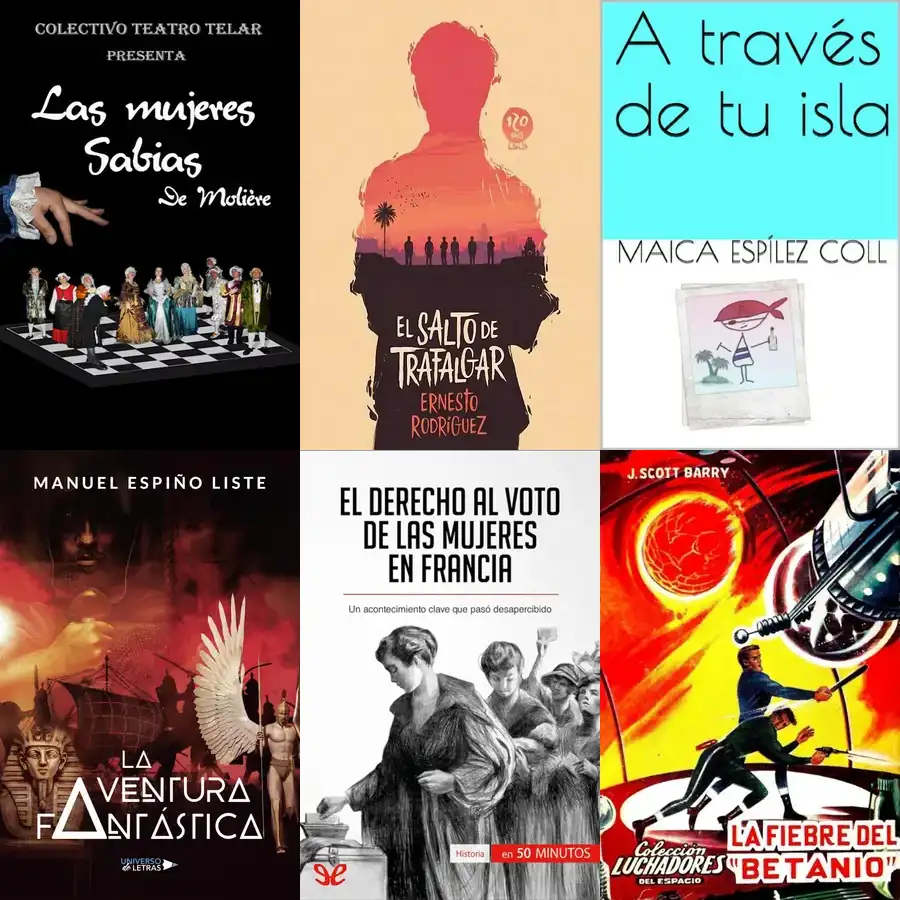 COLECTIVO TEATRO TELAR
PRESENTA
Las mujeres
Sabias
De Molière
120
EL SALTO DE
TRAFALGAR
ERNESTO
RODRÍGUEZ
A través
de tu isla
MAICA ESPÍLEZ COLL
MANUEL ESPIÑO LISTE
LA
AVENTURA
FANTÁSTICA
UNIVERSO
de LETRAS
EL DERECHO AL VOTO
DE LAS MUJERES
EN FRANCIA
Un acontecimiento clave que pasó desapercibido
Historia en 50 MINUTOS
J. SCOTT BARRY
LA FIEBRE DEL
"BETANIO"
Colección
LUCHADORES
DEL ESPACIO